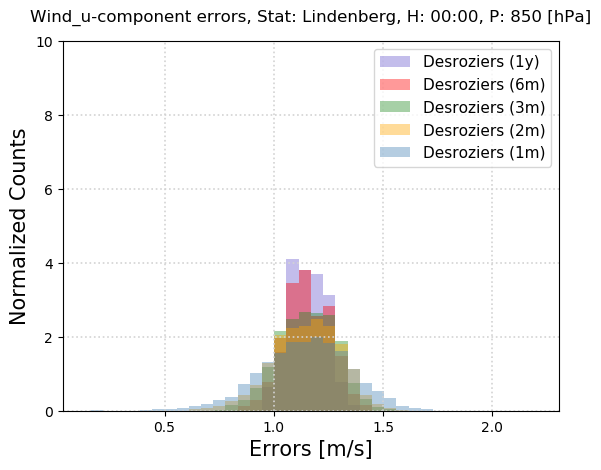 Wind_u-component errors, Stat: Lindenberg, H: 00:00, P: 850 [hPa]
10
8
6
4
2
0
Normalized Counts
Desroziers (1y)
Desroziers (6m)
Desroziers (3m)
Desroziers (2m)
Desroziers (1m)
0.5 1.0 1.5 2.0
Errors [m/s]